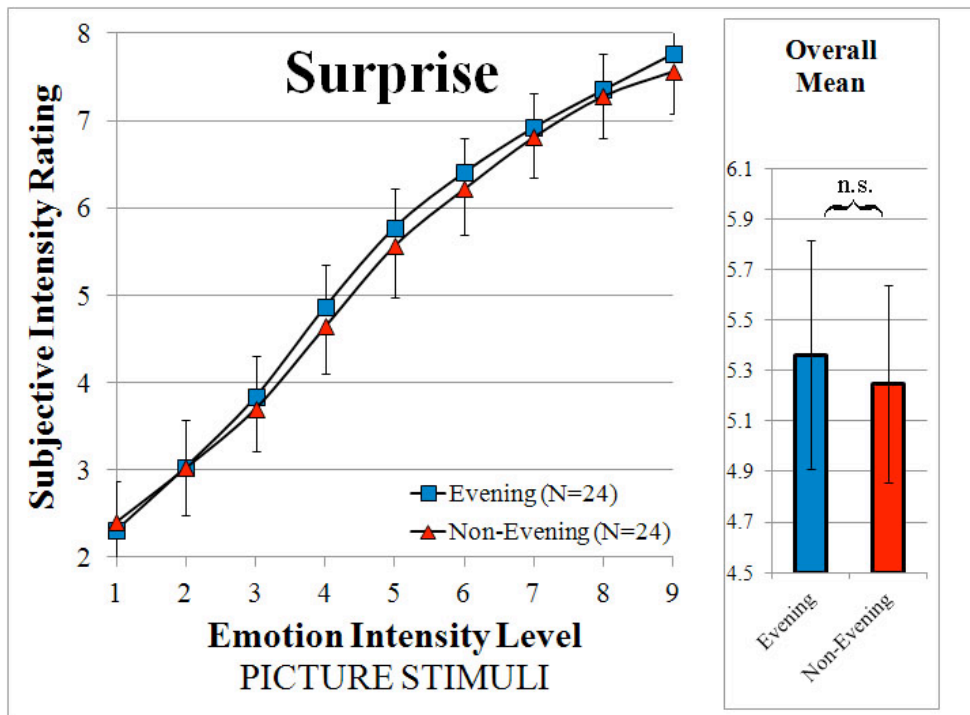 Surprise
Subjective Intensity Rating
8
7
6
5
4
3
2
Evening (N=24)
Non-Evening (N=24)
1 2 3 4 5 6 7 8 9
Emotion Intensity Level
PICTURE STIMULI
Overall
Mean
n.s.
6.1
5.9
5.7
5.5
5.3
5.1
4.9
4.7
4.5
Evening
Non-Evening